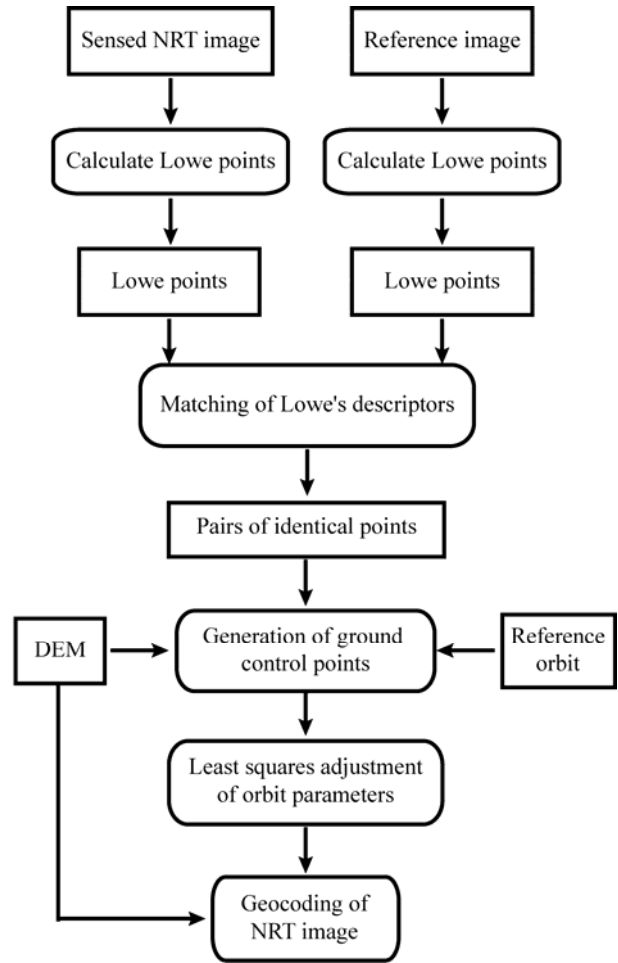 Sensed NRT image
Reference image
Calculate Lowe points
Calculate Lowe points
Lowe points
Lowe points
Matching of Lowe's descriptors
Pairs of identical points
DEM
Generation of ground
control points
Reference
orbit
Least squares adjustment
of orbit parameters
Geocoding of
NRT image